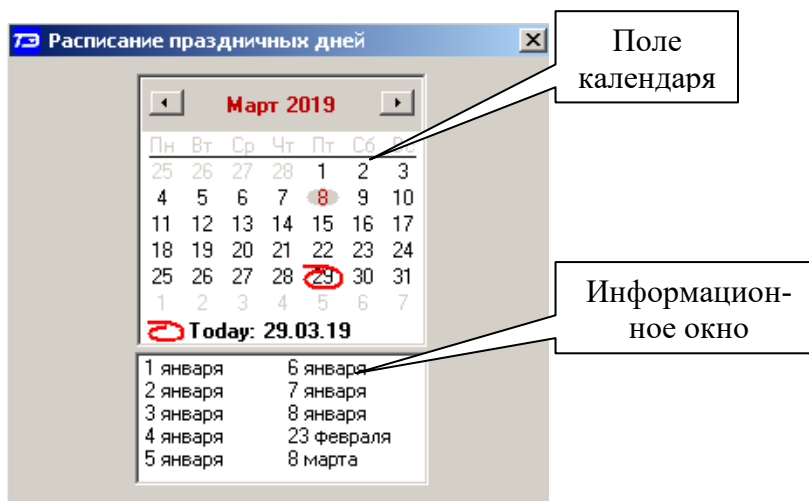 ТЭ Расписание праздничных дней
Поле
календаря
Март 2019
Пн Вт Ср Чт Пт Сб Вс
25 26 27 28 1 2 3
4 5 6 7 8 9 10
11 12 13 14 15 16 17
18 19 20 21 22 23 24
25 26 27 28 29 30 31
1 2 3 4 5 6 7
Today: 29.03.19
Информацион-
ное окно
1 января 6 января
2 января 7 января
3 января 8 января
4 января 23 февраля
5 января 8 марта